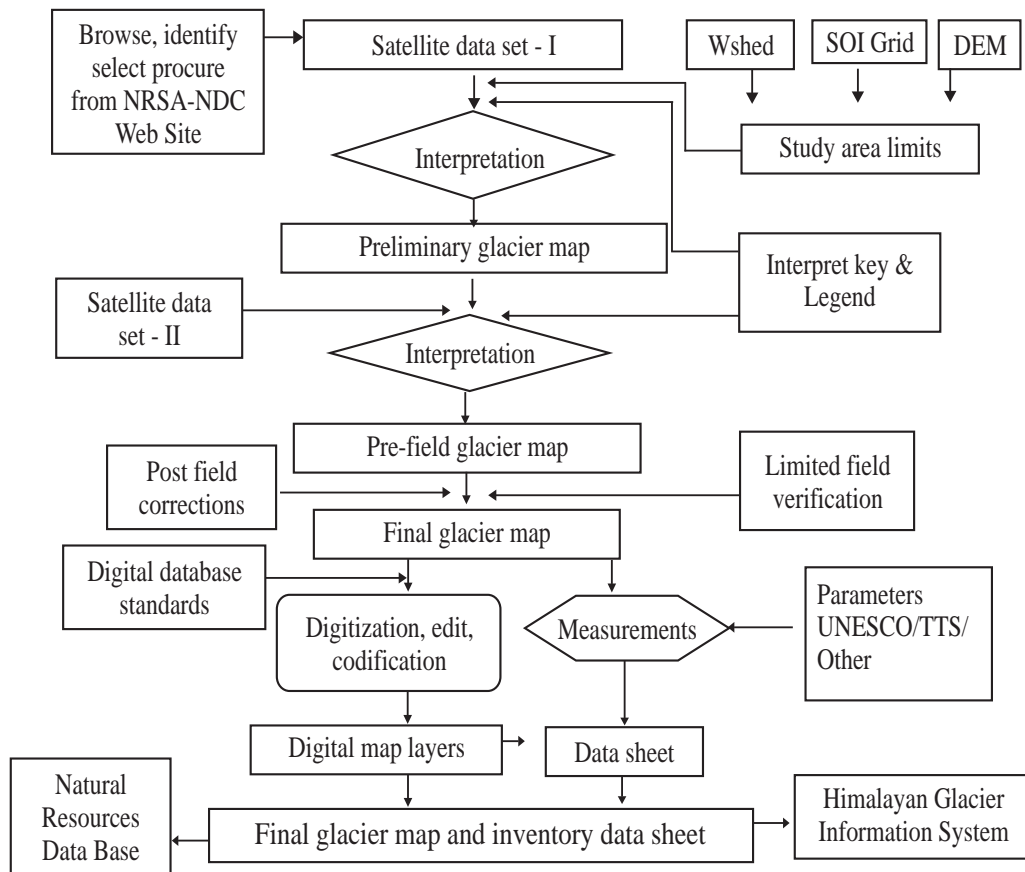 Browse, identify
select procure
from NRSA-NDC
Web Site
Satellite data set - I
Wshed
SOI Grid
DEM
Interpretation
Study area limits
Preliminary glacier map
Interpret key &
Legend
Satellite data
set - II
Interpretation
Pre-field glacier map
Post field
corrections
Limited field
verification
Final glacier map
Digital database
standards
Digitization, edit,
codification
Measurements
Parameters
UNESCO/TTS/
Other
Digital map layers
Data sheet
Natural
Resources
Data Base
Final glacier map and inventory data sheet
Himalayan Glacier
Information System